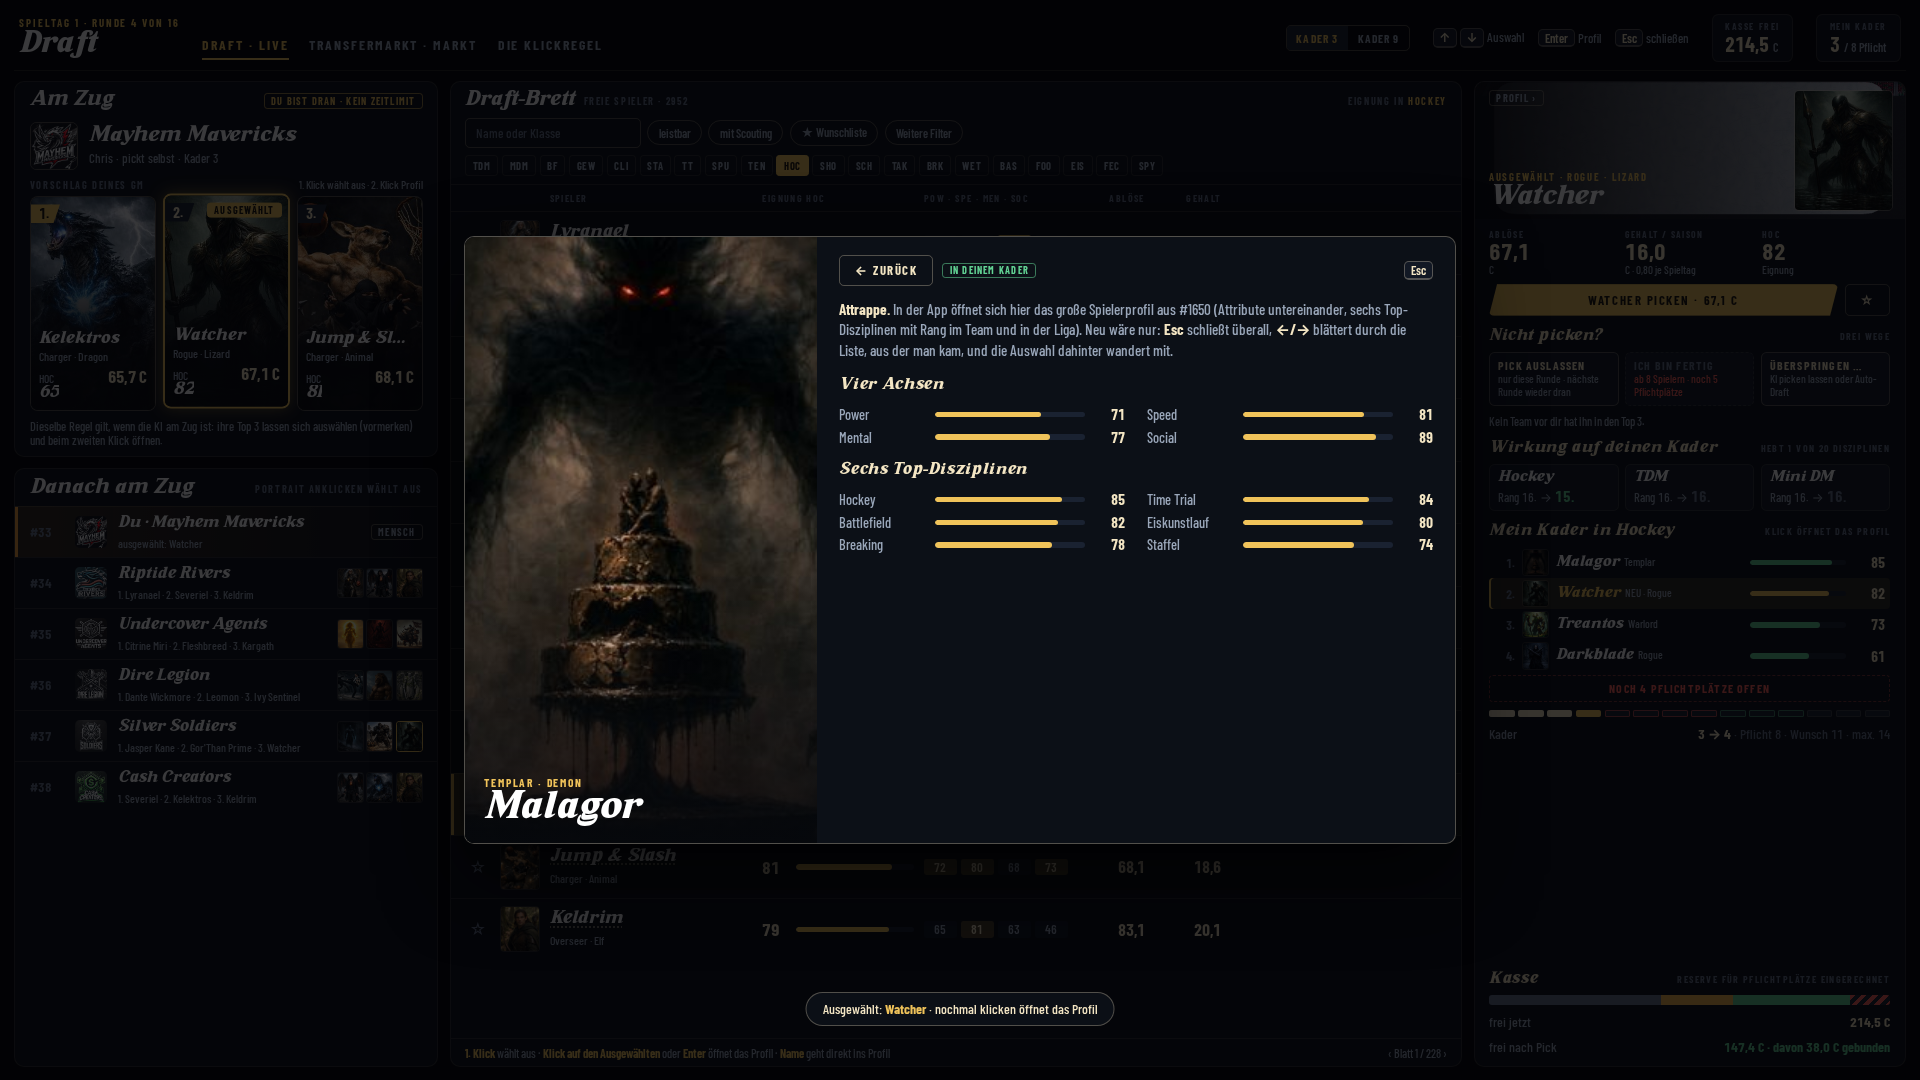 SPIELTAG 1 · RUNDE 4 VON 16
Draft
DRAFT · LIVE
TRANSFERMARKT · MARKT
DIE KLICKREGEL
KADER 3
KADER 9
↑ ↓ Auswahl
Enter Profil
Esc schließen
KASSE FREI
214,5 C
MEIN KADER
3 / 8 Pflicht
Am Zug
DU BIST DRAN · KEIN ZEITLIMIT
Mayhem Mavericks
Chris · pickt selbst · Kader 3
VORSCHLAG DEINES GM
1. Klick wählt aus · 2. Klick Profil
1.
Kelektros
Charger · Dragon
HOC
65
65,7 C
2.
AUSGEWÄHLT
Watcher
Rogue · Lizard
HOC
82
67,1 C
3.
Jump & Sl...
Charger · Animal
HOC
81
68,1 C
Dieselbe Regel gilt, wenn die KI am Zug ist: ihre Top 3 lassen sich auswählen (vormerken)
und beim zweiten Klick öffnen.
Danach am Zug
PORTRAIT ANKLICKEN WÄHLT AUS
#33
Du · Mayhem Mavericks
ausgewählt: Watcher
MENSCH
#34
Riptide Rivers
1. Lyranael · 2. Severiel · 3. Keldrim
#35
Undercover Agents
1. Citrine Miri · 2. Fleshbreed · 3. Kargath
#36
Dire Legion
1. Dante Wickmore · 2. Leomon · 3. Ivy Sentinel
#37
Silver Soldiers
1. Jasper Kane · 2. Gor'Than Prime · 3. Watcher
#38
Cash Creators
1. Severiel · 2. Kelektros · 3. Keldrim
Draft-Brett
FREIE SPIELER · 2052
EIGNUNG IN HOCKEY
Name oder Klasse
leistbar
mit Scouting
★ Wunschliste
Weitere Filter
TDM MDM BF GEW CLI STA TT SPU TEN HOC SHO SCH TAK BRK WET DAS FOO EIS FEC SPY
SPIELER
EIGNUNG HOC
POW · SPE · MEN · SOC
ABLÖSE
GEHALT
Lyranael
← ZURÜCK
IN DEINEM KADER
Esc
Attrappe. In der App öffnet sich hier das große Spielerprofil aus #1650 (Attribute untereinander, sechs Top-
Disziplinen mit Rang im Team und in der Liga). Neu wäre nur: Esc schließt überall, ←/→ blättert durch die
Liste, aus der man kam, und die Auswahl dahinter wandert mit.
Vier Achsen
Power 71
Speed 81
Mental 77
Social 89
Sechs Top-Disziplinen
Hockey 85
Time Trial 84
Battlefield 82
Eiskunstlauf 80
Breaking 78
Staffel 74
TEMPLAR · DEMON
Malagor
Jump & Slash
Charger · Animal
81
72 80 68 73
68,1
18,6
Keldrim
Overseer · Elf
79
65 81 63 46
83,1
20,1
Ausgewählt: Watcher · nochmal klicken öffnet das Profil
1. Klick wählt aus · Klick auf den Ausgewählten oder Enter öffnet das Profil · Name geht direkt ins Profil
‹ Blatt 1 / 228 ›
PROFIL ›
AUSGEWÄHLT · ROGUE · LIZARD
Watcher
ABLÖSE
67,1
C
GEHALT / SAISON
16,0
C · 0,80 je Spieltag
HOC
82
Eignung
WATCHER PICKEN · 67,1 C
☆
Nicht picken?
DREI WEGE
PICK AUSLASSEN
nur diese Runde · nächste
Runde wieder dran
ICH BIN FERTIG
ab 8 Spielern · noch 5
Pflichtplätze
ÜBERSPRINGEN ...
KI picken lassen oder Auto-
Draft
Kein Team vor dir hat ihn in den Top 3.
Wirkung auf deinen Kader
HEBT 1 VON 20 DISZIPLINEN
Hockey
Rang 16. → 15.
TDM
Rang 16. → 16.
Mini DM
Rang 16. → 16.
Mein Kader in Hockey
KLICK ÖFFNET DAS PROFIL
1. Malagor Templar 85
2. Watcher NEU · Rogue 82
3. Treantos Warlord 73
4. Darkblade Rogue 61
NOCH 4 PFLICHTPLÄTZE OFFEN
Kader
3 → 4 · Pflicht 8 · Wunsch 11 · max. 14
Kasse
RESERVE FÜR PFLICHTPLÄTZE EINGERECHNET
frei jetzt
214,5 C
frei nach Pick
147,4 C · davon 38,0 C gebunden